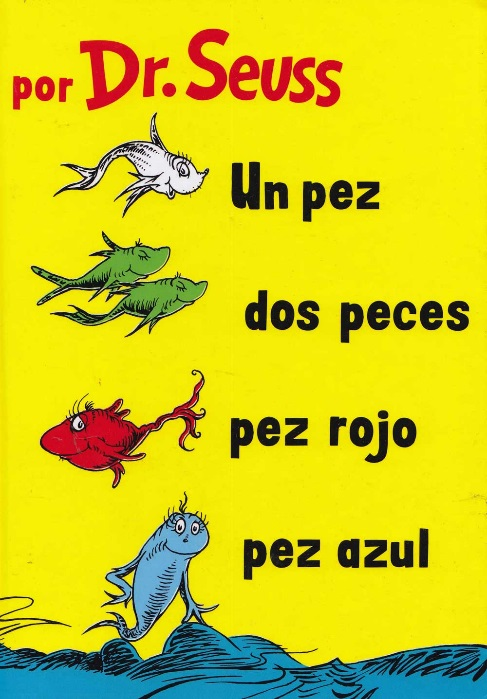 por Dr. Seuss
Un pez
dos peces
pez rojo
pez azul